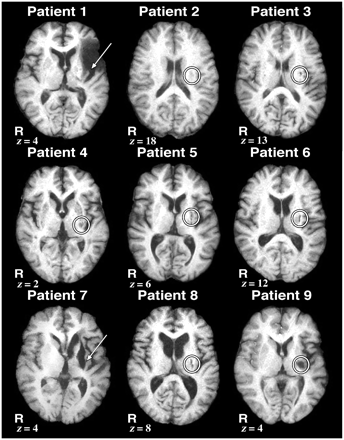 Patient 1
Patient 2
Patient 3
R
z = 4
R
z = 18
R
z = 13
Patient 4
Patient 5
Patient 6
R
z = 2
R
z = 6
R
z = 12
Patient 7
Patient 8
Patient 9
R
z = 4
R
z = 8
R
z = 4